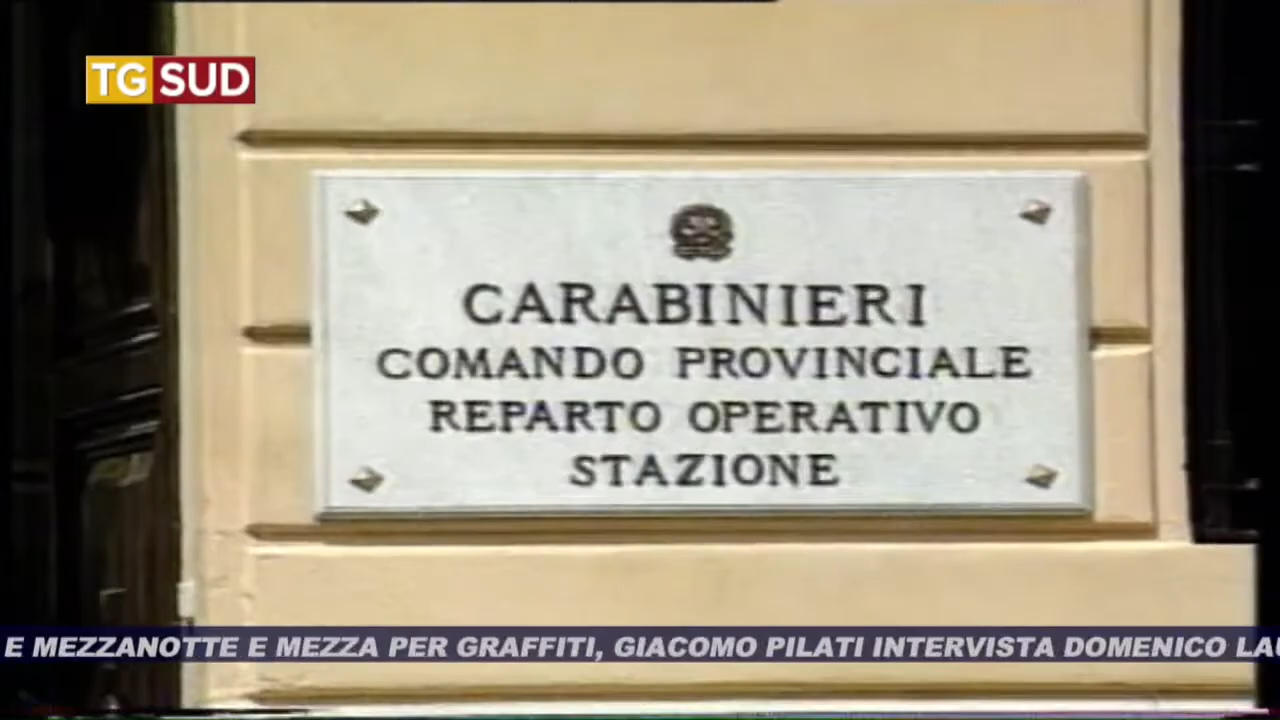 TG SUD
CARABINIERI
COMANDO PROVINCIALE
REPARTO OPERATIVO
STAZIONE
E MEZZANOTTE E MEZZA PER GRAFFITI, GIACOMO PILATI INTERVISTA DOMENICO